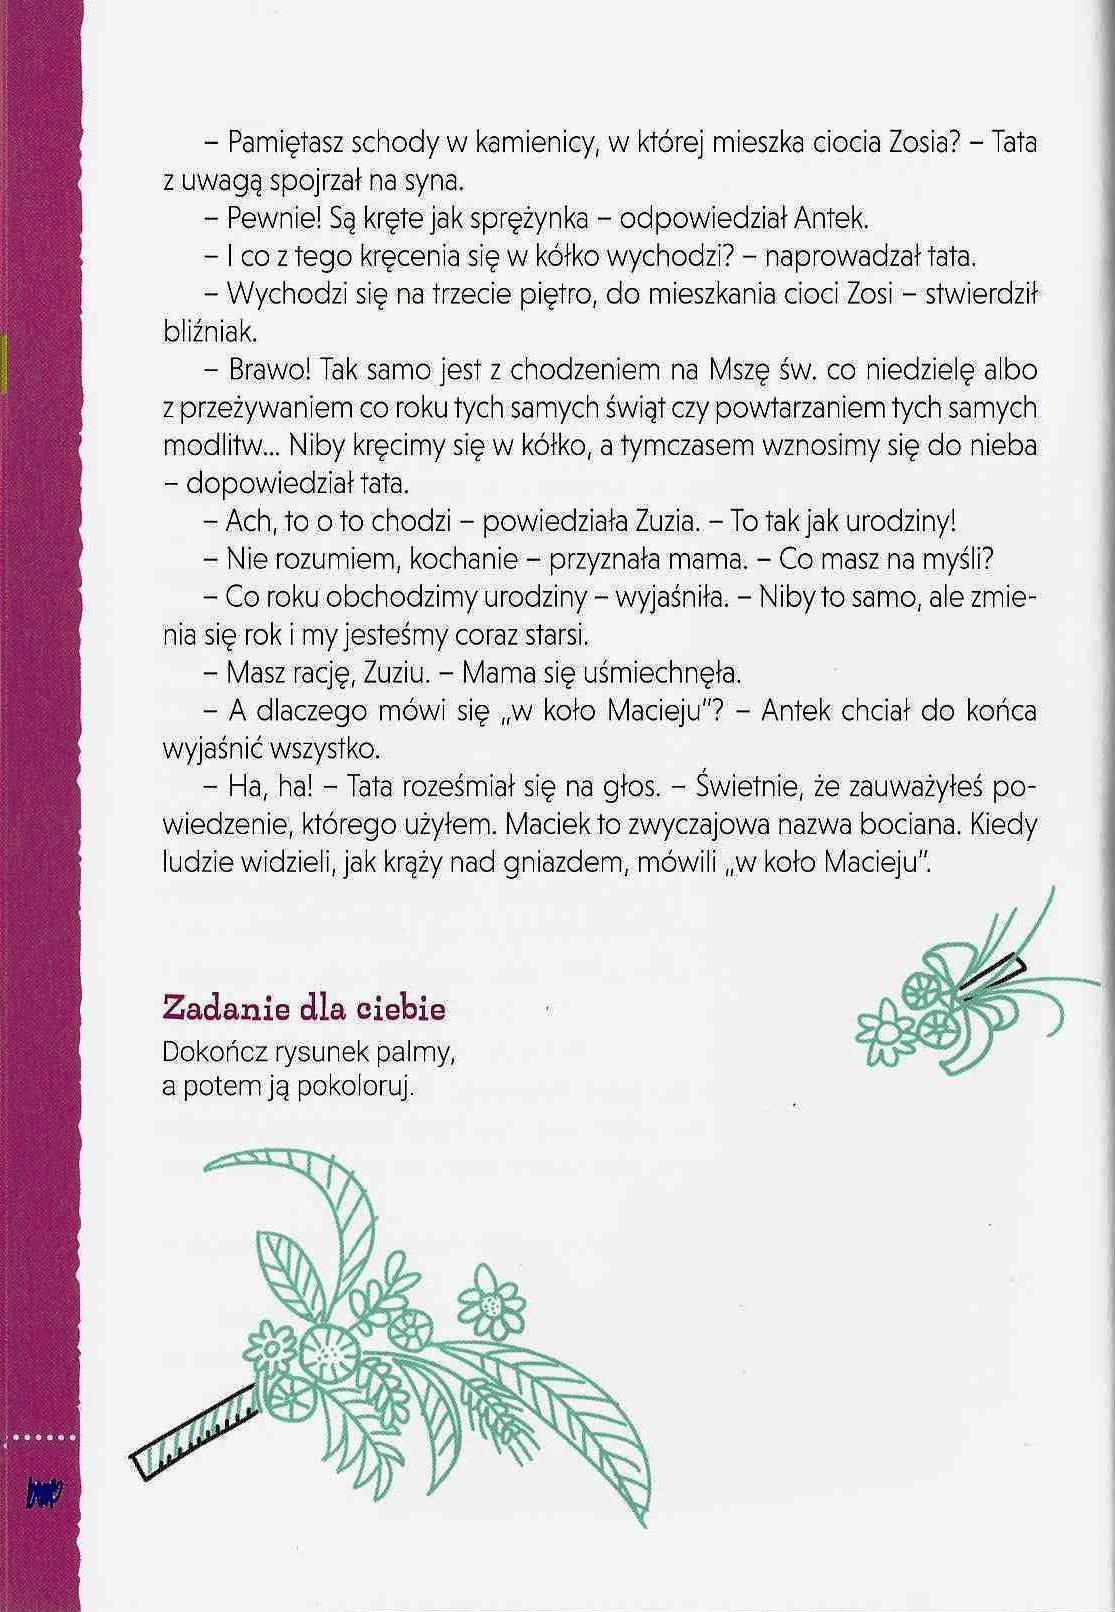 – Pamiętasz schody w kamienicy, w której mieszka ciocia Zosia? – Tata
z uwagą spojrzał na syna.
– Pewnie! Są kręte jak sprężynka – odpowiedział Antek.
– I co z tego kręcenia się w kółko wychodzi? – naprowadzał tata.
– Wychodzi się na trzecie piętro, do mieszkania cioci Zosi – stwierdził
bliźniak.
– Brawo! Tak samo jest z chodzeniem na Mszę św. co niedzielę albo
z przeżywaniem co roku tych samych świąt czy powtarzaniem tych samych
modlitw... Niby kręcimy się w kółko, a tymczasem wznosimy się do nieba
– dopowiedział tata.
– Ach, to o to chodzi – powiedziała Zuzia. – To tak jak urodziny!
– Nie rozumiem, kochanie – przyznała mama. – Co masz na myśli?
– Co roku obchodzimy urodziny – wyjaśniła. – Niby to samo, ale zmie-
nia się rok i my jesteśmy coraz starsi.
– Masz rację, Zuziu. – Mama się uśmiechnęła.
– A dlaczego mówi się „w koło Macieju”? – Antek chciał do końca
wyjaśnić wszystko.
– Ha, ha! – Tata roześmiał się na głos. – Świetnie, że zauważyłeś po-
wiedzenie, którego użyłem. Maciek to zwyczajowa nazwa bociana. Kiedy
ludzie widzieli, jak krąży nad gniazdem, mówili „w koło Macieju”.
Zadanie dla ciebie
Dokończ rysunek palmy,
a potem ją pokoloruj.